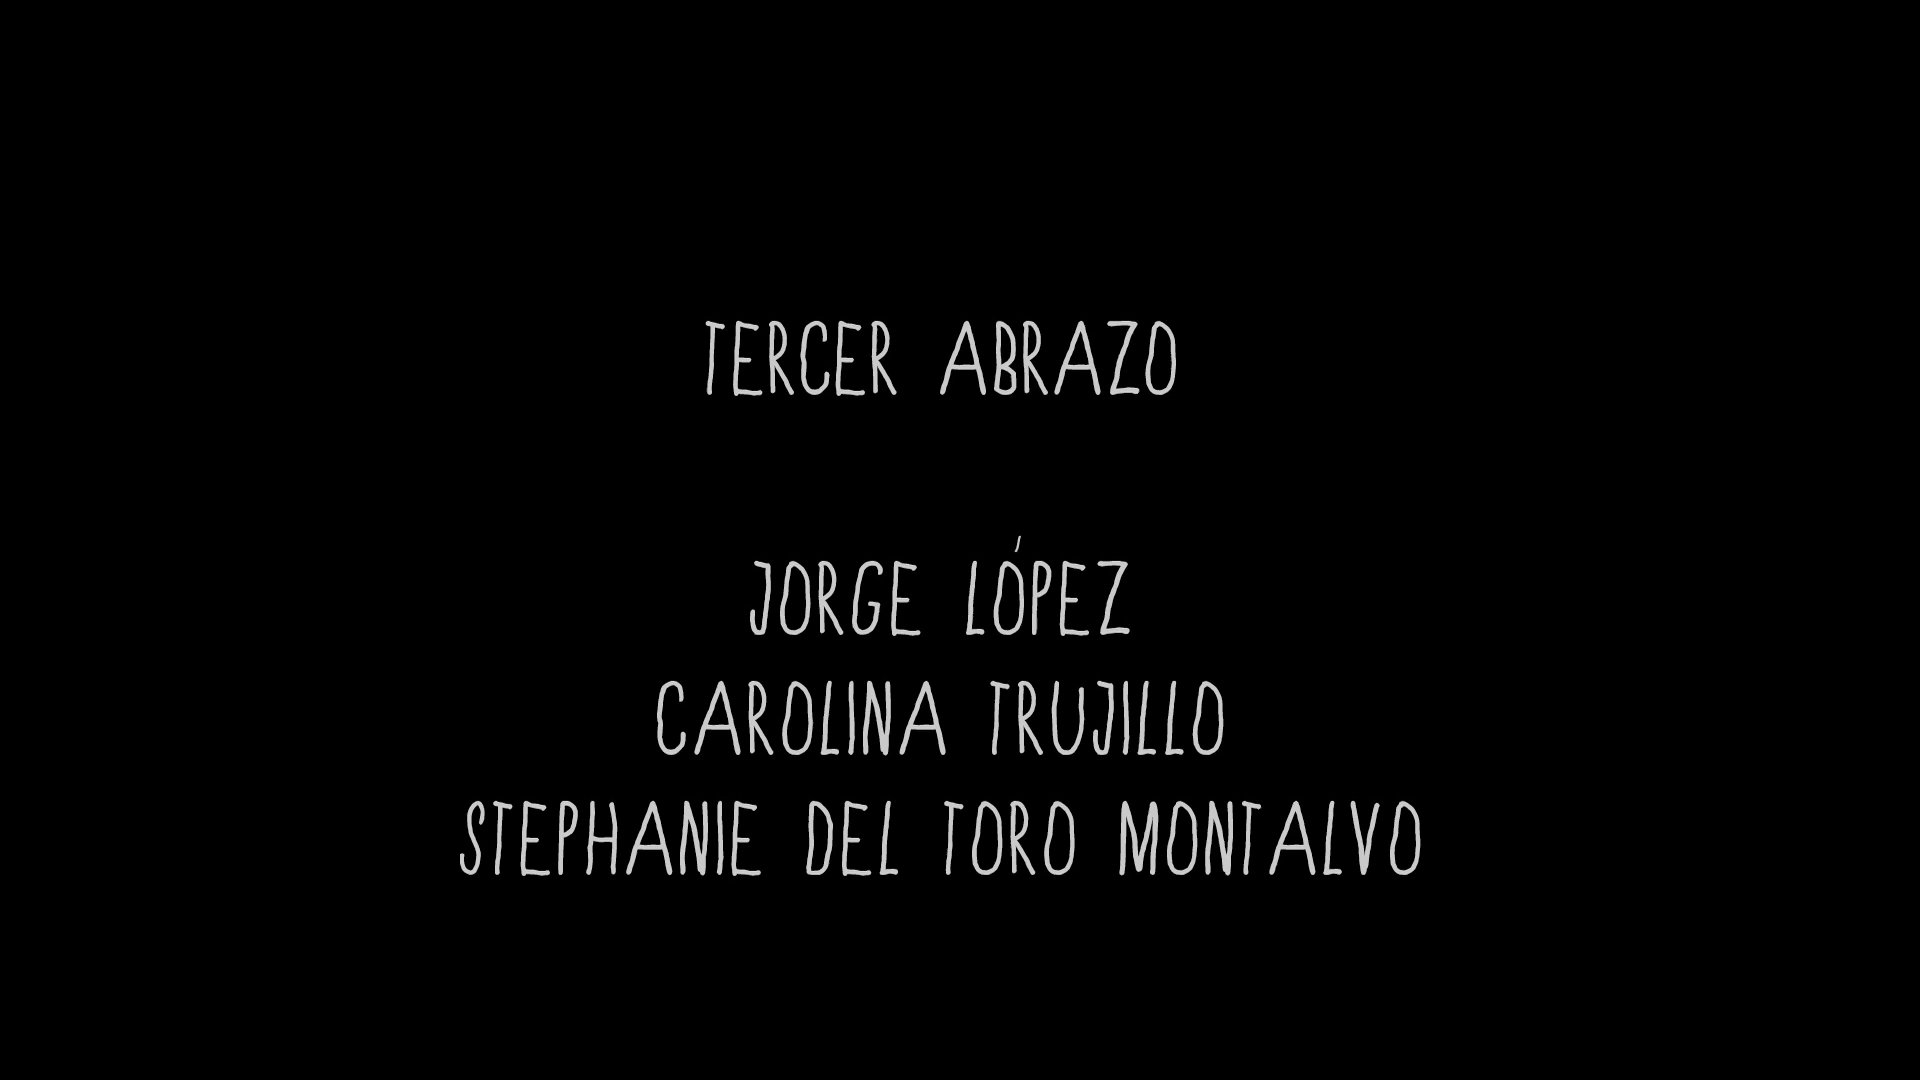 TERCER ABRAZO
JORGE LÓPEZ
CAROLINA TRUJILLO
STEPHANIE DEL TORO MONTALVO